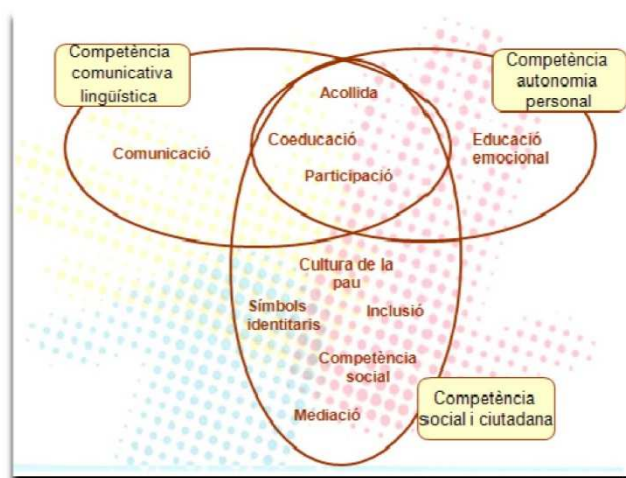 Competència
comunicativa
lingüística
Competència
autonomia
personal
Acollida
Comunicació
Coeducació
Educació
emocional
Participació
Cultura de la
pau
Símbols
identitaris
Inclusió
Competència
social
Mediació
Competència
social i ciutadana